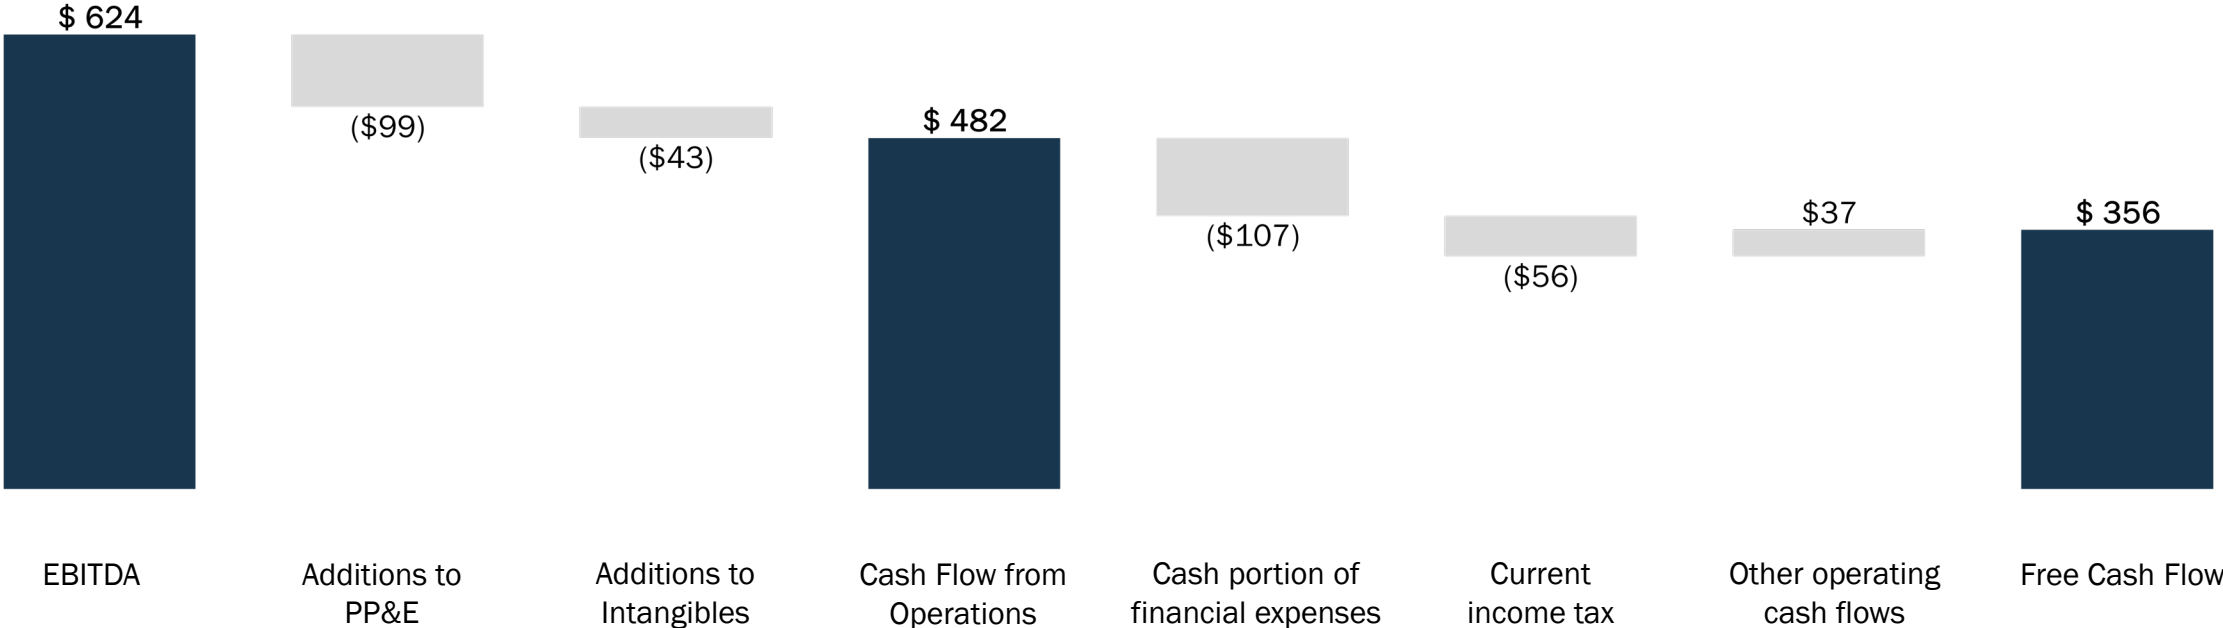 $ 624
($99)
($43)
$ 482
($107)
($56)
$37
$ 356
EBITDA
Additions to
PP&E
Additions to
Intangibles
Cash Flow from
Operations
Cash portion of
financial expenses
Current
income tax
Other operating
cash flows
Free Cash Flow